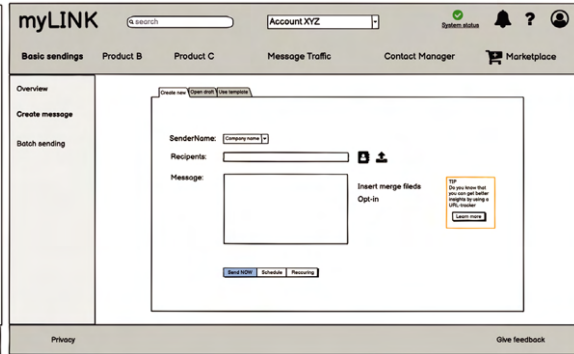 myLINK
search
Account XYZ
System status
?
Basic sendings
Product B
Product C
Message Traffic
Contact Manager
Marketplace
Overview
Create message
Batch sending
Create new
Open draft
Use template
SenderName:
Company name
Recipents:
Message:
Insert merge fileds
Opt-in
TIP
Do you know that
you can get better
insights by using a
URL tracker
Learn more
Send NOW
Schedule
Reccuring
Privacy
Give feedback